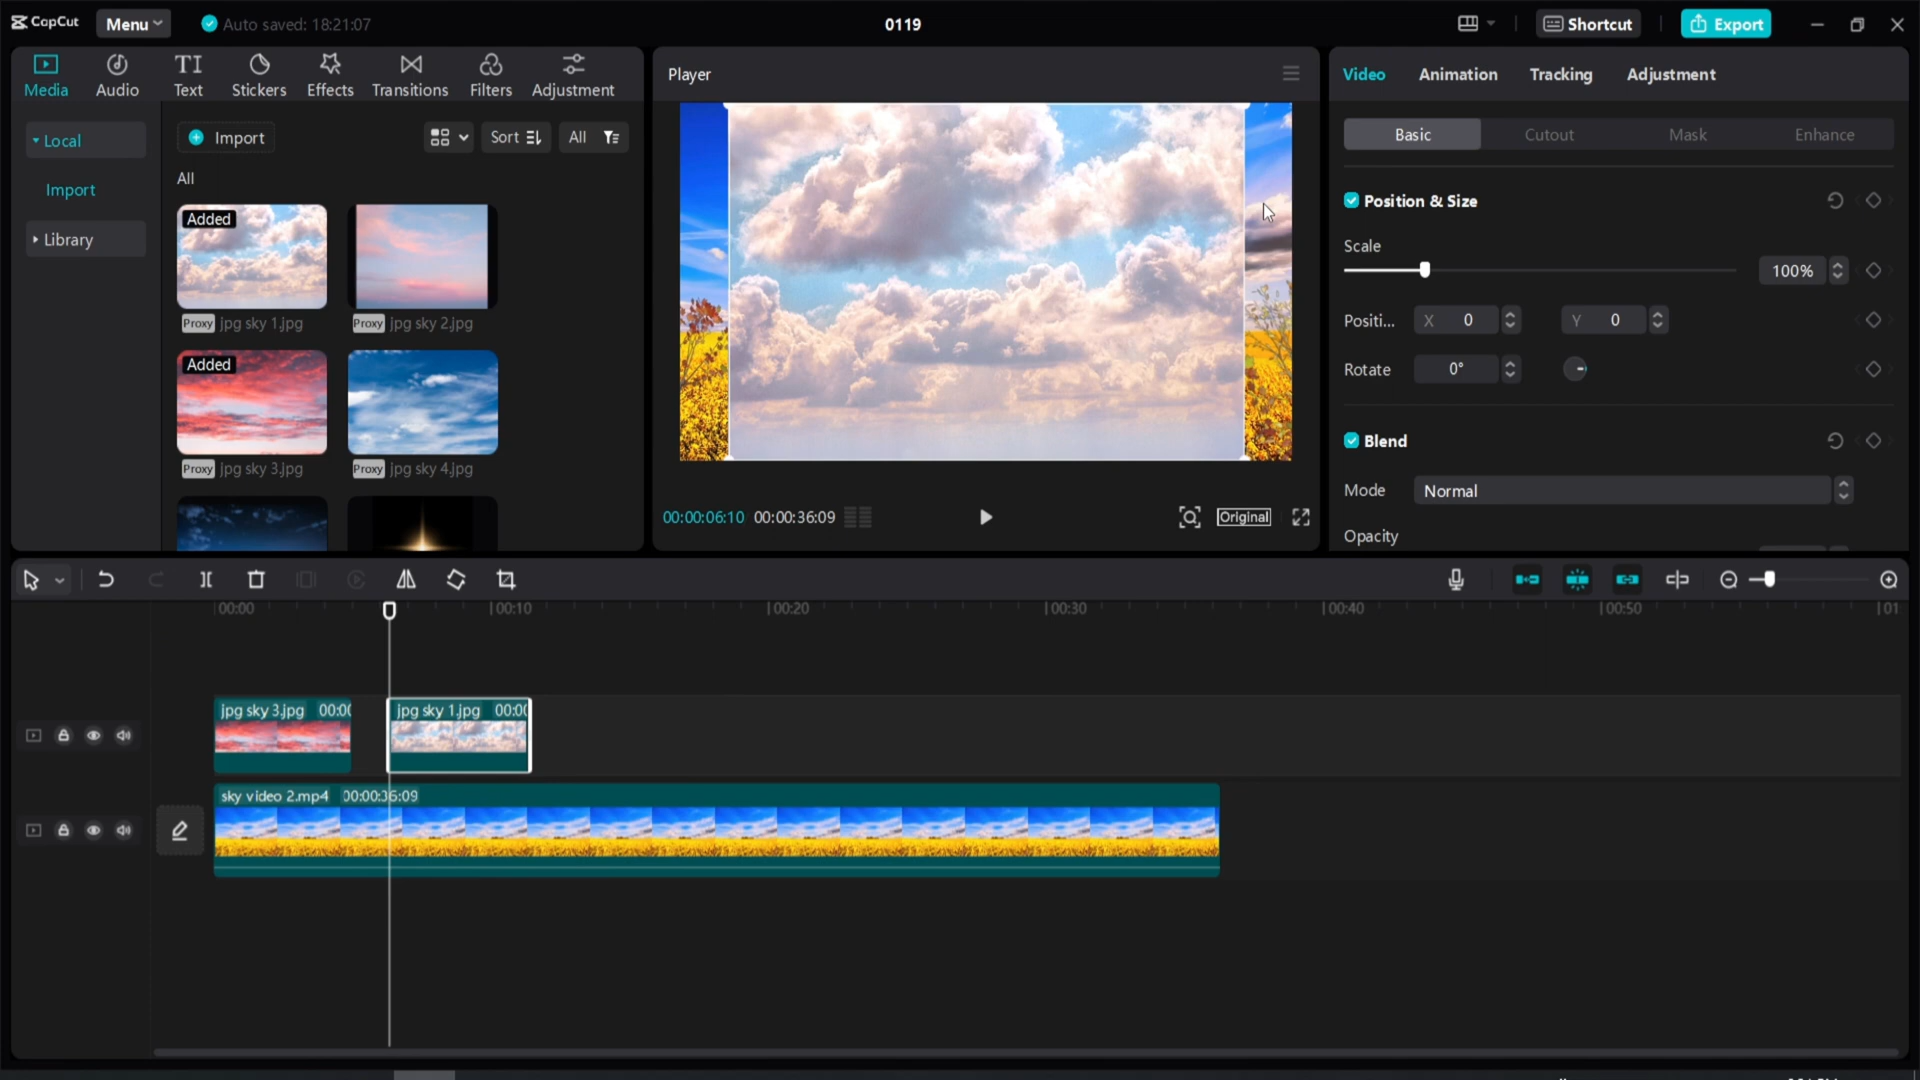 CapCut Menu Auto saved: 18:21:07 0119 Shortcut Export
Media Audio Text Stickers Effects Transitions Filters Adjustment
Local
Import
Library
Import Sort All
All
Added
Proxy jpg sky 1.jpg
Proxy jpg sky 2.jpg
Added
Proxy jpg sky 3.jpg
Proxy jpg sky 4.jpg
Player
00:00:06:10 00:00:36:09 Original
Video Animation Tracking Adjustment
Basic Cutout Mask Enhance
Position & Size
Scale
100%
Positi... X 0 Y 0
Rotate 0°
Blend
Mode Normal
Opacity
00:00 00:10 00:20 00:30 00:40 00:50 01
jpg sky 3.jpg 00:00 jpg sky 1.jpg 00:00
sky video 2.mp4 00:00:36:09